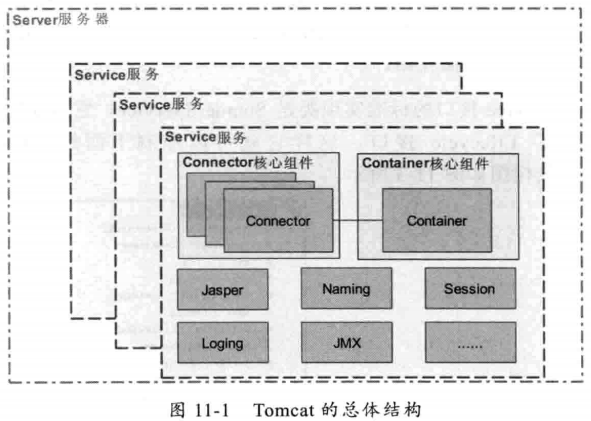 Server服务器
Service服务
Service服务
Service服务
Connector核心组件
Container核心组件
Connector
Container
Jasper
Naming
Session
Loging
JMX
......
图 11-1 Tomcat 的总体结构